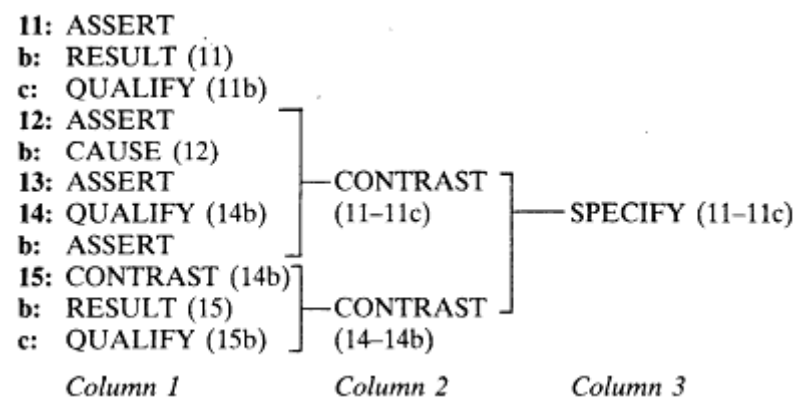 11: ASSERT
b: RESULT (11)
c: QUALIFY (11b)
12: ASSERT
b: CAUSE (12)
13: ASSERT CONTRAST
14: QUALIFY (14b) (11–11c) SPECIFY (11–11c)
b: ASSERT
15: CONTRAST (14b)
b: RESULT (15) CONTRAST
c: QUALIFY (15b) (14–14b)
Column 1 Column 2 Column 3